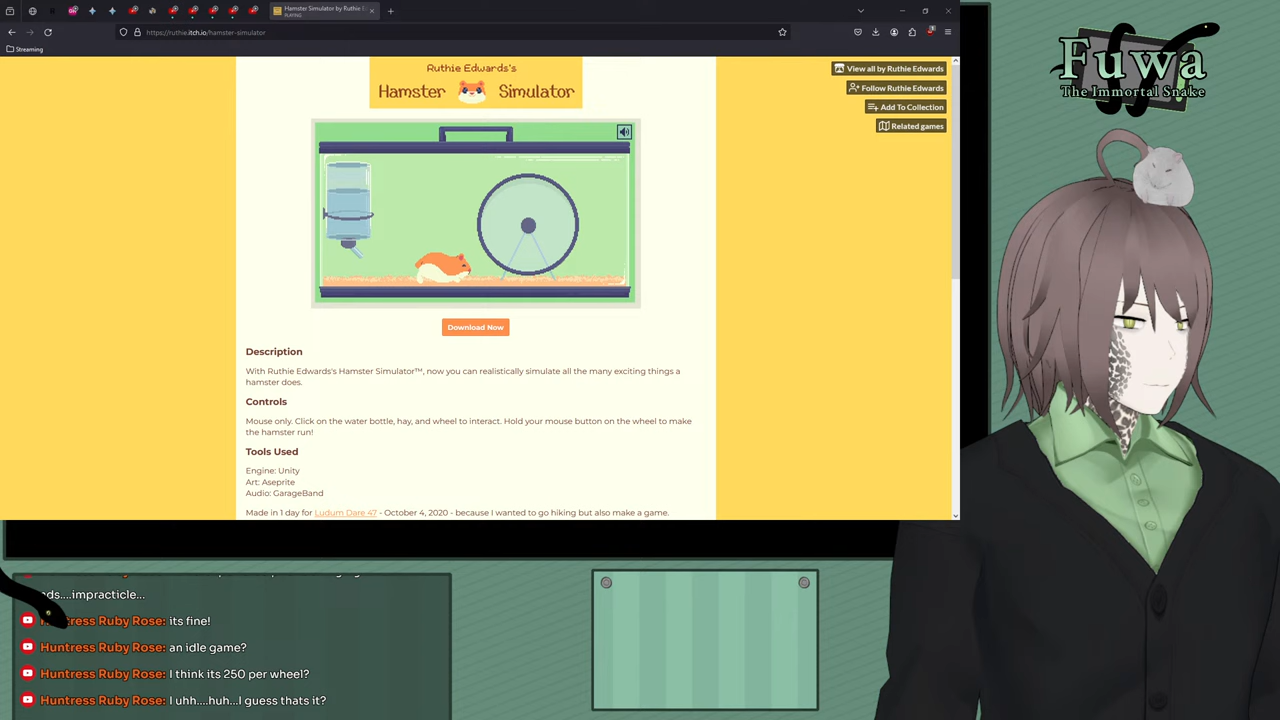 Hamster Simulator by Ruthie E
PLAYING
https://ruthie.itch.io/hamster-simulator
Streaming
Ruthie Edwards's
Hamster Simulator
View all by Ruthie Edwards
Follow Ruthie Edwards
Add To Collection
Related games
Download Now
Description
With Ruthie Edwards's Hamster Simulator™, now you can realistically simulate all the many exciting things a
hamster does.
Controls
Mouse only. Click on the water bottle, hay, and wheel to interact. Hold your mouse button on the wheel to make
the hamster run!
Tools Used
Engine: Unity
Art: Aseprite
Audio: GarageBand
Made in 1 day for Ludum Dare 47 - October 4, 2020 - because I wanted to go hiking but also make a game.
Fuwa
The Immortal Snake
nds....impracticle...
Huntress Ruby Rose: its fine!
Huntress Ruby Rose: an idle game?
Huntress Ruby Rose: I think its 250 per wheel?
Huntress Ruby Rose: I uhh....huh...I guess thats it?